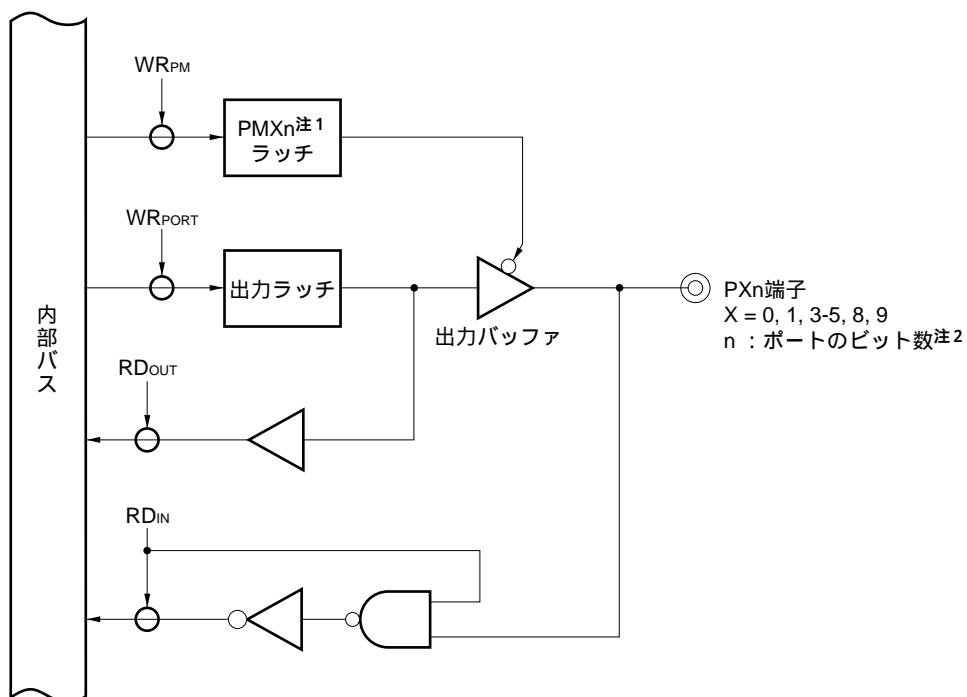 WRPM
PMXn注1
ラッチ
WRPORT
出力ラッチ
出力バッファ
PXn端子
X = 0, 1, 3-5, 8, 9
n : ポートのビット数注2
内部バス
RDOUT
RDIN